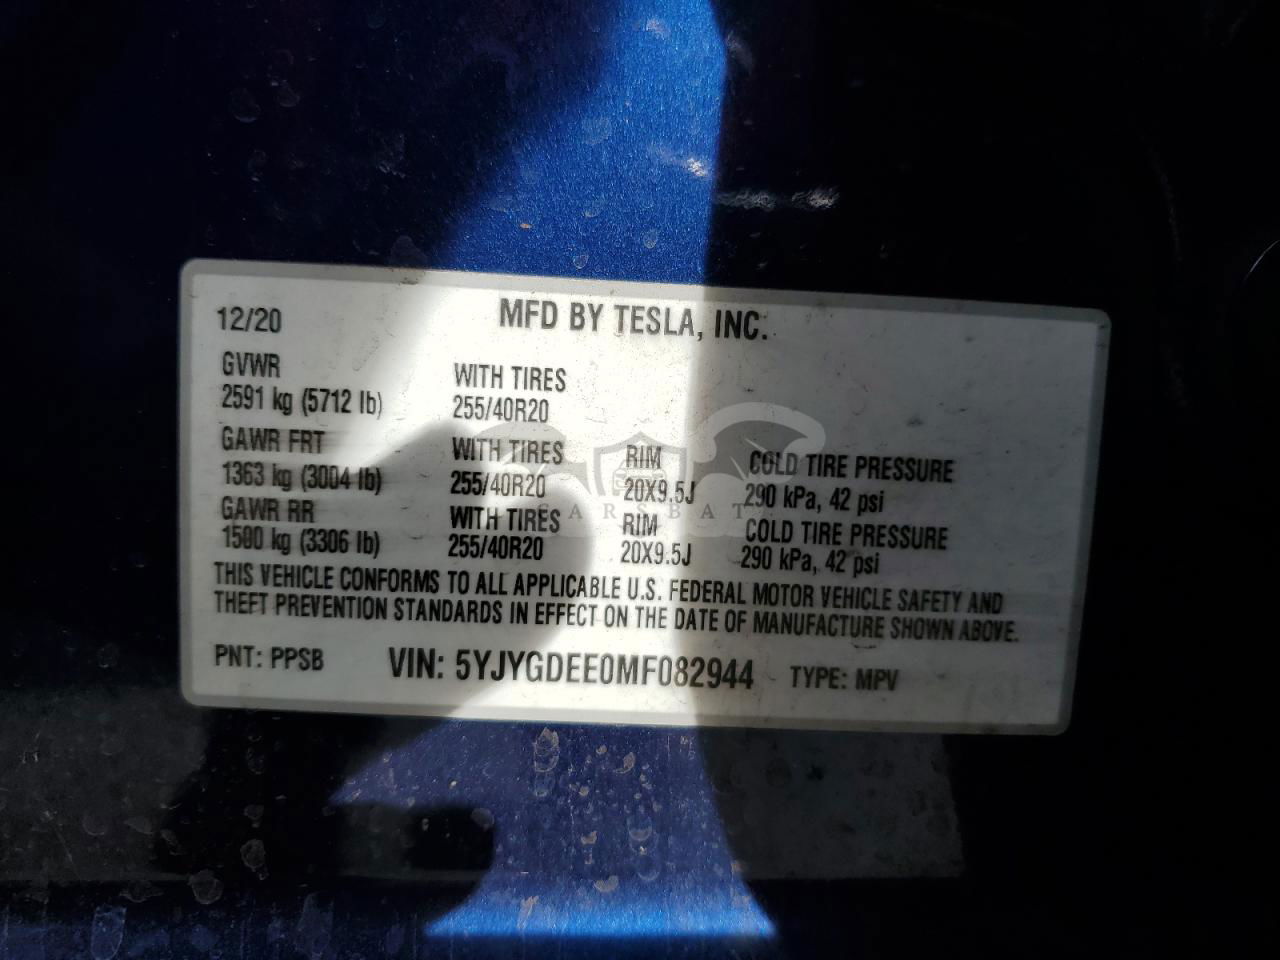 12/20 MFD BY TESLA, INC.
GVWR
2591 kg (5712 lb) WITH TIRES 255/40R20
GAWR FRT WITH TIRES RIM COLD TIRE PRESSURE
1363 kg (3004 lb) 255/40R20 20X9.5J 290 kPa, 42 psi
CARSBAT
GAWR RR WITH TIRES RIM COLD TIRE PRESSURE
1500 kg (3306 lb) 255/40R20 20X9.5J 290 kPa, 42 psi
THIS VEHICLE CONFORMS TO ALL APPLICABLE U.S. FEDERAL MOTOR VEHICLE SAFETY AND
THEFT PREVENTION STANDARDS IN EFFECT ON THE DATE OF MANUFACTURE SHOWN ABOVE.
PNT: PPSB VIN: 5YJYGDEE0MF082944 TYPE: MPV